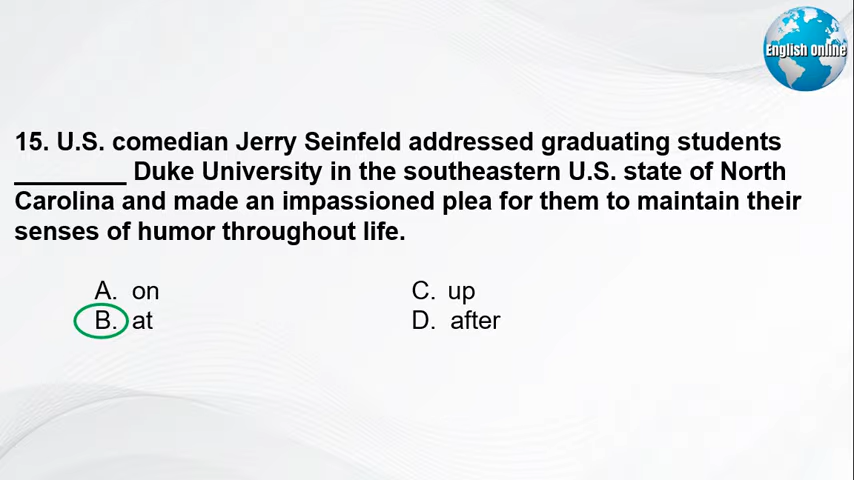 English Online
15. U.S. comedian Jerry Seinfeld addressed graduating students
________ Duke University in the southeastern U.S. state of North
Carolina and made an impassioned plea for them to maintain their
senses of humor throughout life.
A. on
B. at
C. up
D. after